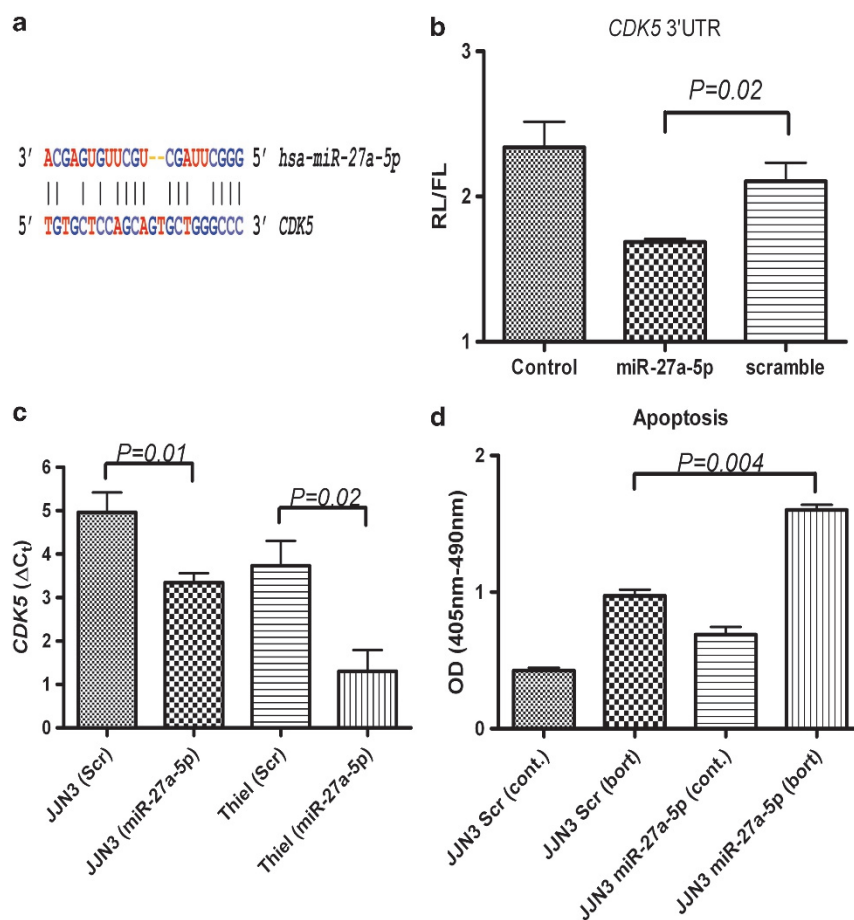 a
3' ACGAGUGUUCGU--CGAUUCGGG 5' hsa-miR-27a-5p
5' TGTGCTCCAGCAGTGCTGGGCCC 3' CDK5
b
CDK5 3'UTR
3
P=0.02
2
RL/FL
1
Control miR-27a-5p scramble
c
6
P=0.01
5
P=0.02
4
CDK5 (ΔCt)
3
2
1
0
JJN3 (Scr)
JJN3 (miR-27a-5p)
Thiel (Scr)
Thiel (miR-27a-5p)
d
Apoptosis
2
P=0.004
OD (405nm-490nm)
1
0
JJN3 Scr (cont.)
JJN3 Scr (bort)
JJN3 miR-27a-5p (cont.)
JJN3 miR-27a-5p (bort)